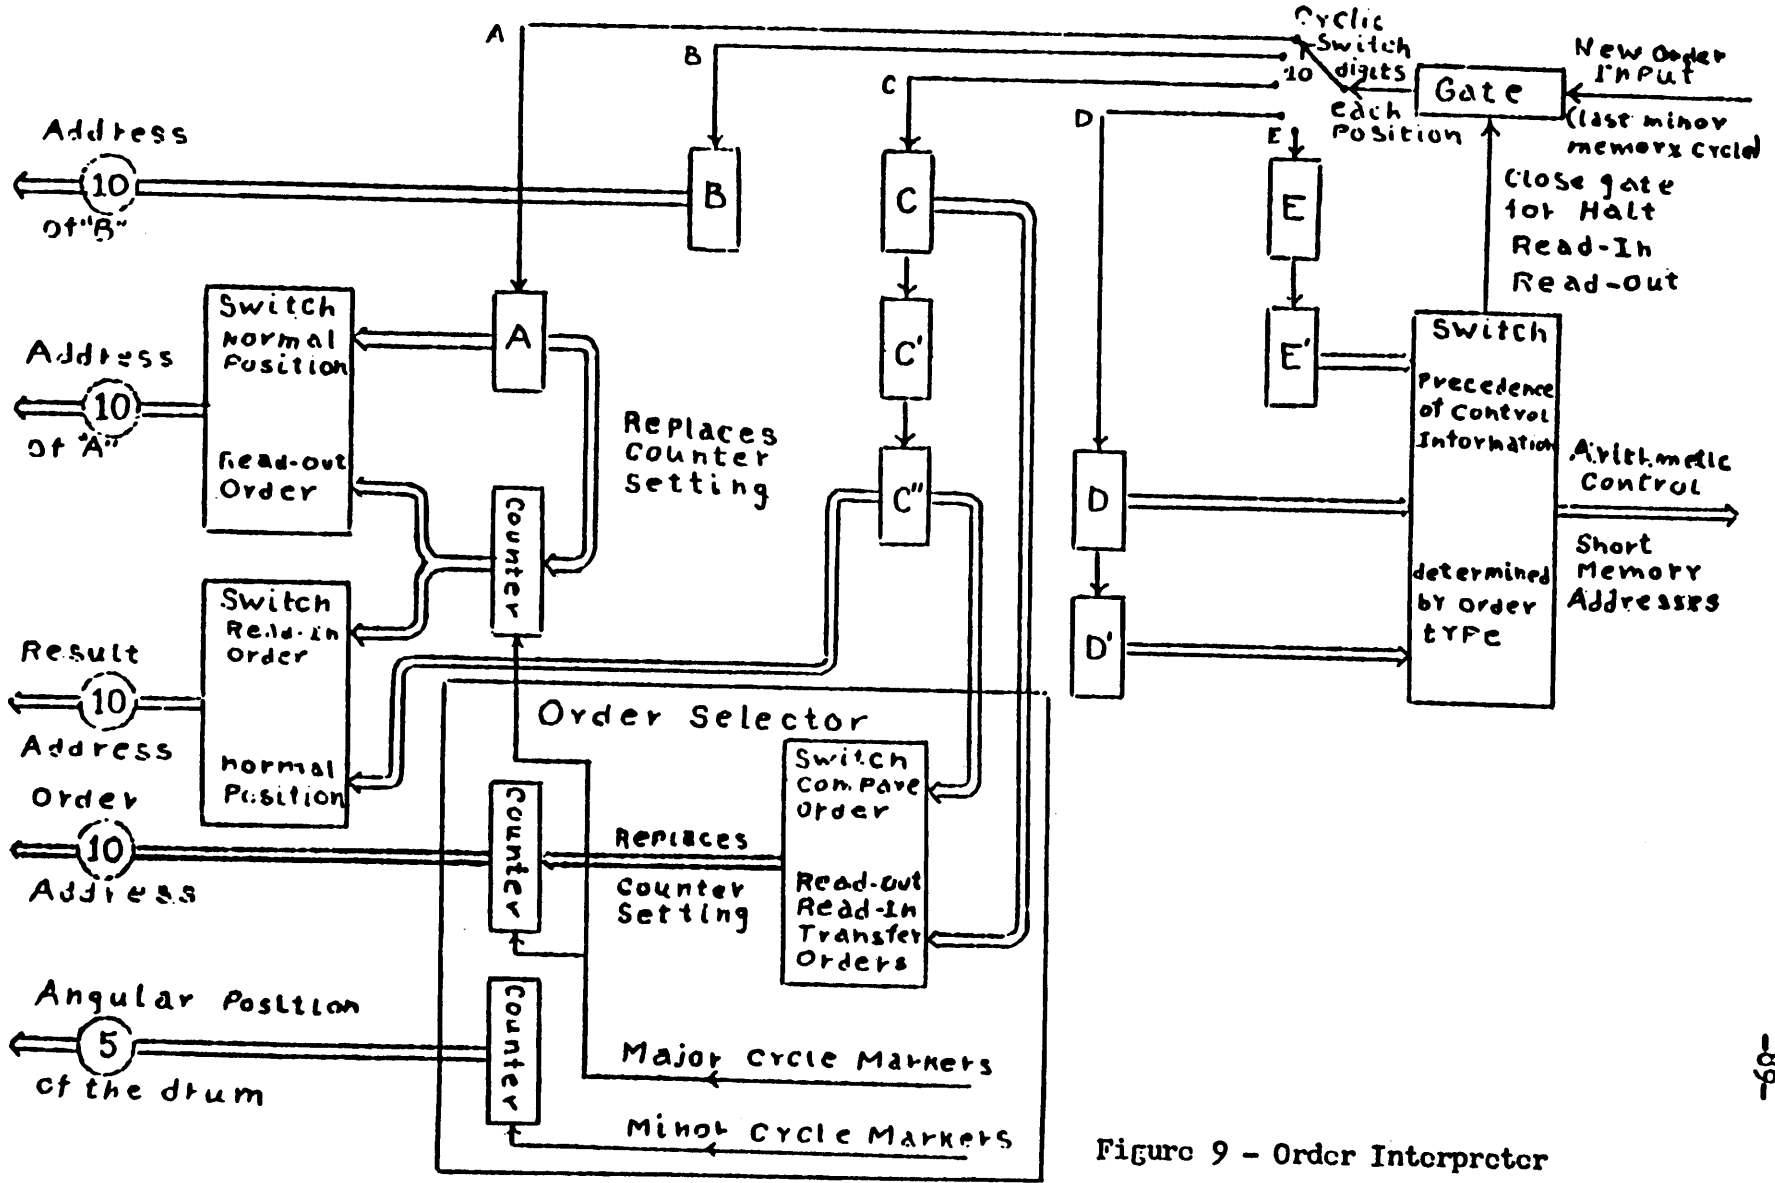 A
B
C
D
E
Cyclic
Switch
10 digits
each
Position
Gate
New Order
Input
(last minor
memory cycle)
Close gate
for Halt
Read-In
Read-Out
Address
10
of "B"
B
C
E
Switch
Normal
Position
Read-out
Order
A
C'
E'
Address
10
of "A"
Replaces
Counter
Setting
Counter
C"
D
D'
Switch
Precedence
of Control
Information
determined
by order
type
Arithmetic
Control
Short
Memory
Addresses
Switch
Read-In
Order
Normal
Position
Result
10
Address
Order Selector
Switch
Compare
Order
Read-out
Read-In
Transfer
Orders
Order
10
Address
Counter
Replaces
Counter
Setting
Angular Position
5
of the drum
Counter
Major Cycle Markers
Minor Cycle Markers
Figure 9 - Order Interpreter
-89-